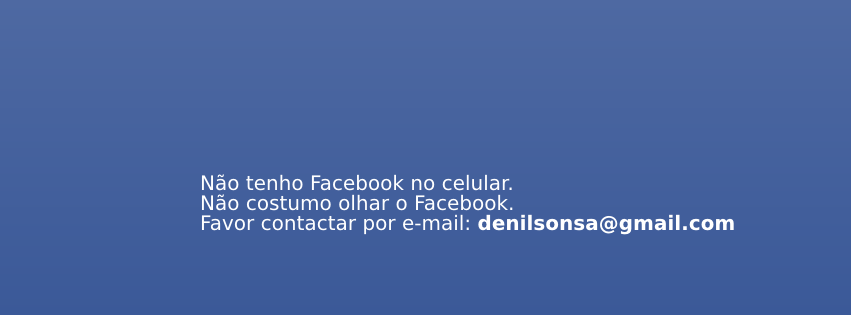 Não tenho Facebook no celular.
Não costumo olhar o Facebook.
Favor contactar por e-mail: denilsonsa@gmail.com